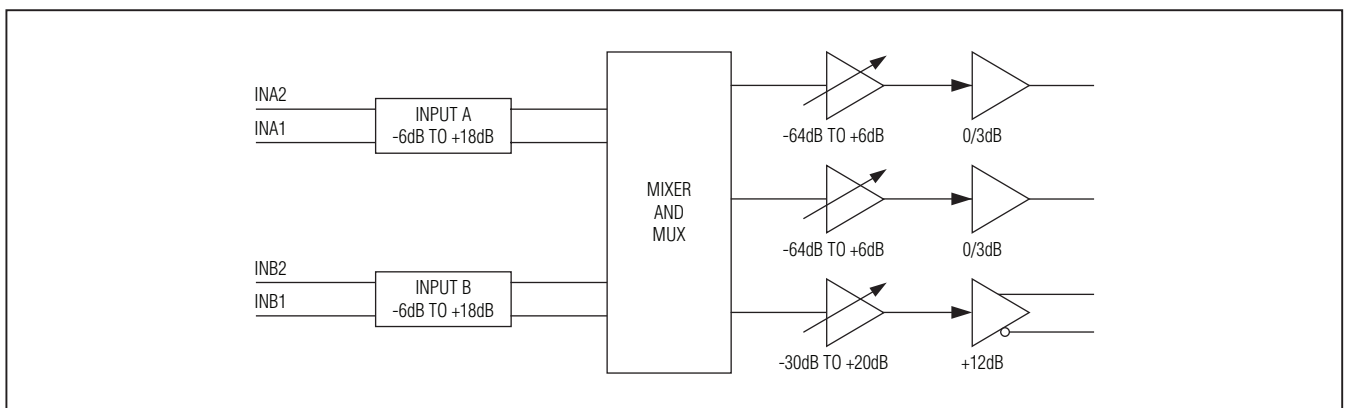 INA2
INA1
INPUT A
-6dB TO +18dB
INB2
INB1
INPUT B
-6dB TO +18dB
MIXER
AND
MUX
-64dB TO +6dB
0/3dB
-64dB TO +6dB
0/3dB
-30dB TO +20dB
+12dB